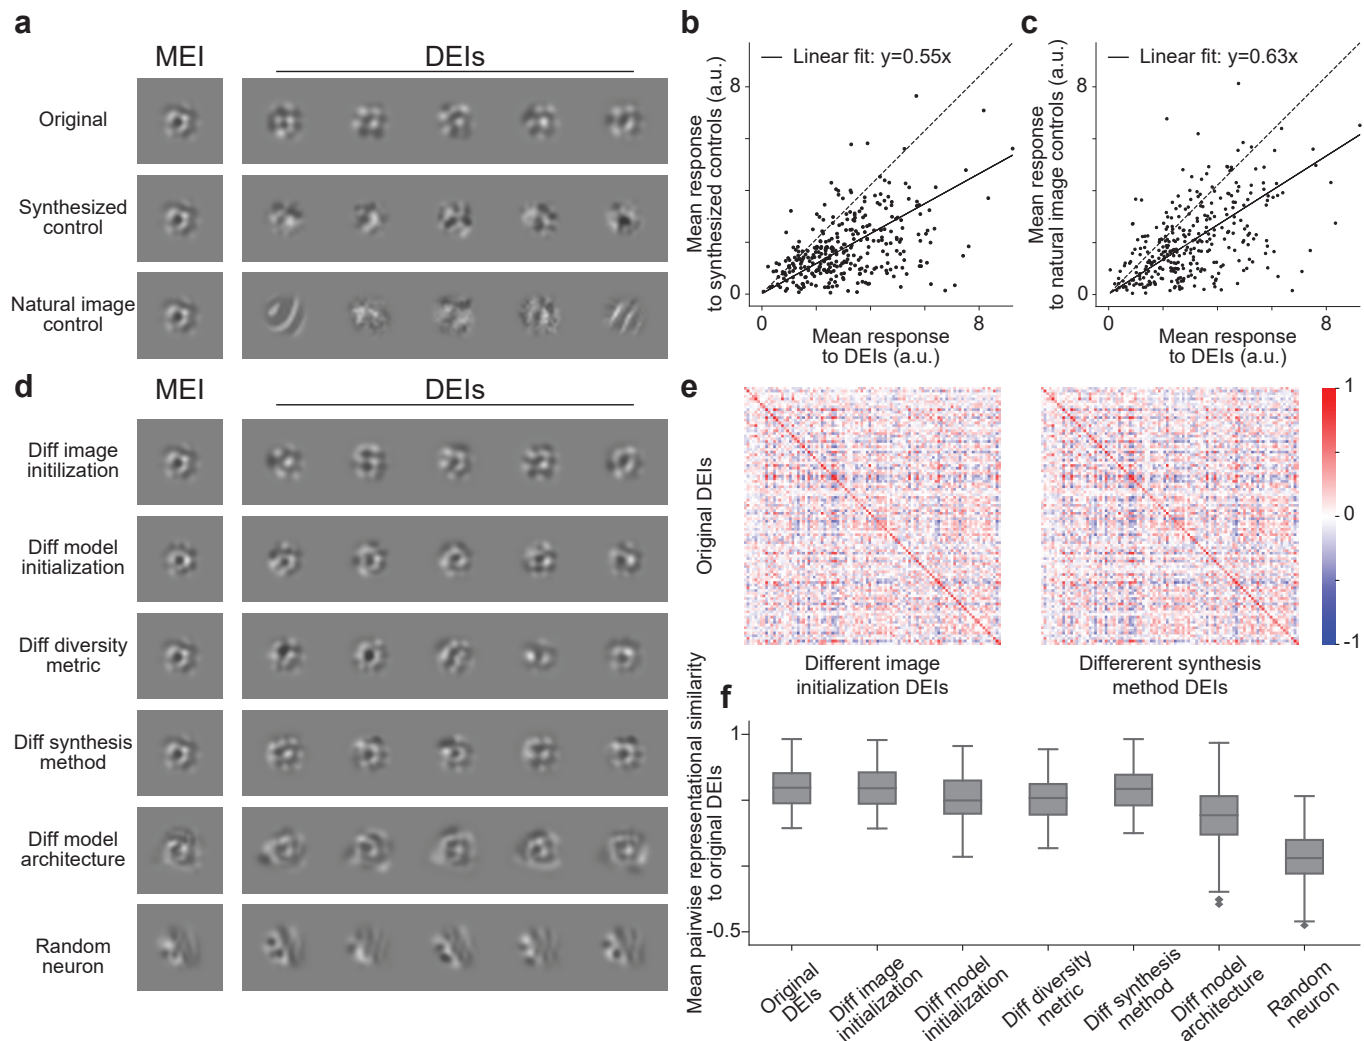 a
MEI
DEIs
Original
Synthesized
control
Natural image
control
b
Linear fit: y=0.55x
Mean response
to synthesized controls (a.u.)
8
0
0
8
Mean response
to DEIs (a.u.)
c
Linear fit: y=0.63x
Mean response
to natural image controls (a.u.)
8
0
0
8
Mean response
to DEIs (a.u.)
d
MEI
DEIs
Diff image
initilization
Diff model
initialization
Diff diversity
metric
Diff synthesis
method
Diff model
architecture
Random
neuron
e
Original DEIs
Different image
initialization DEIs
Differerent synthesis
method DEIs
1
0
-1
f
Mean pairwise representational similarity
to original DEIs
1
-0.5
Original
DEIs
Diff image
initialization
Diff model
initialization
Diff diversity
metric
Diff synthesis
method
Diff model
architecture
Random
neuron